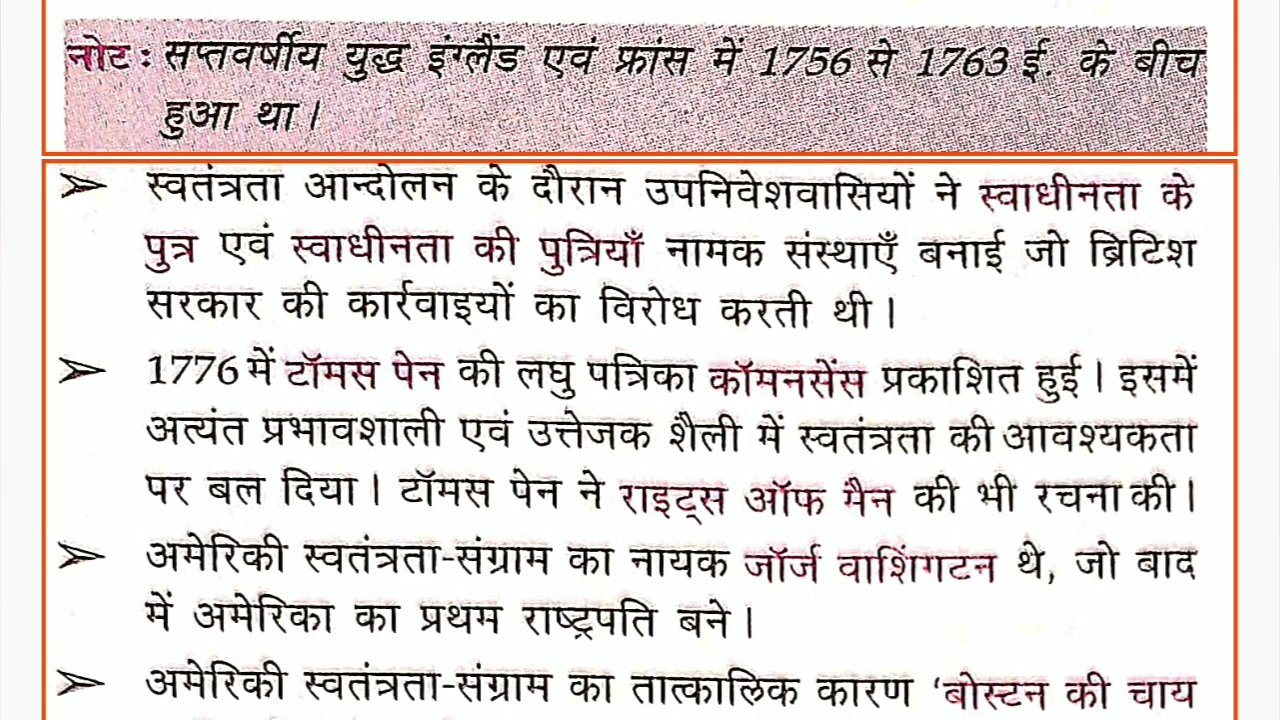 नोट : सप्तवर्षीय युद्ध इंग्लैंड एवं फ्रांस में 1756 से 1763 ई. के बीच
हुआ था।
➢ स्वतंत्रता आन्दोलन के दौरान उपनिवेशवासियों ने स्वाधीनता के
पुत्र एवं स्वाधीनता की पुत्रियाँ नामक संस्थाएँ बनाई जो ब्रिटिश
सरकार की कार्रवाइयों का विरोध करती थी।
➢ 1776 में टॉमस पेन की लघु पत्रिका कॉमनसेंस प्रकाशित हुई। इसमें
अत्यंत प्रभावशाली एवं उत्तेजक शैली में स्वतंत्रता की आवश्यकता
पर बल दिया। टॉमस पेन ने राइट्स ऑफ मैन की भी रचना की।
➢ अमेरिकी स्वतंत्रता-संग्राम का नायक जॉर्ज वाशिंगटन थे, जो बाद
में अमेरिका का प्रथम राष्ट्रपति बने।
➢ अमेरिकी स्वतंत्रता-संग्राम का तात्कालिक कारण 'बोस्टन की चाय